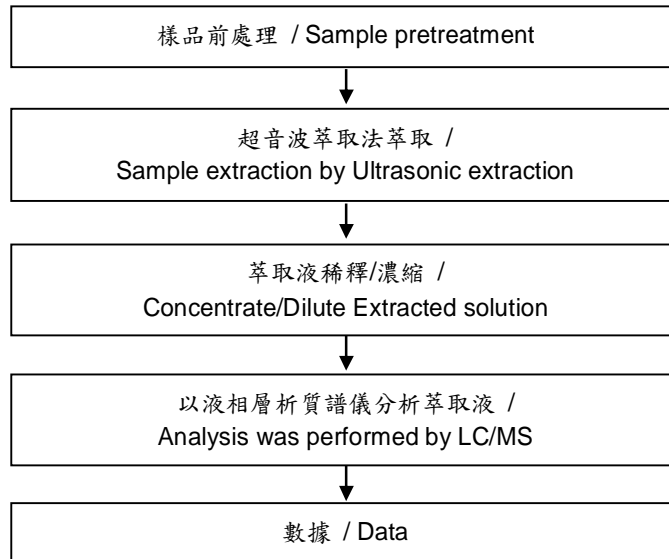 樣品前處理 / Sample pretreatment
超音波萃取法萃取 /
Sample extraction by Ultrasonic extraction
萃取液稀釋/濃縮 /
Concentrate/Dilute Extracted solution
以液相層析質譜儀分析萃取液 /
Analysis was performed by LC/MS
數據 / Data